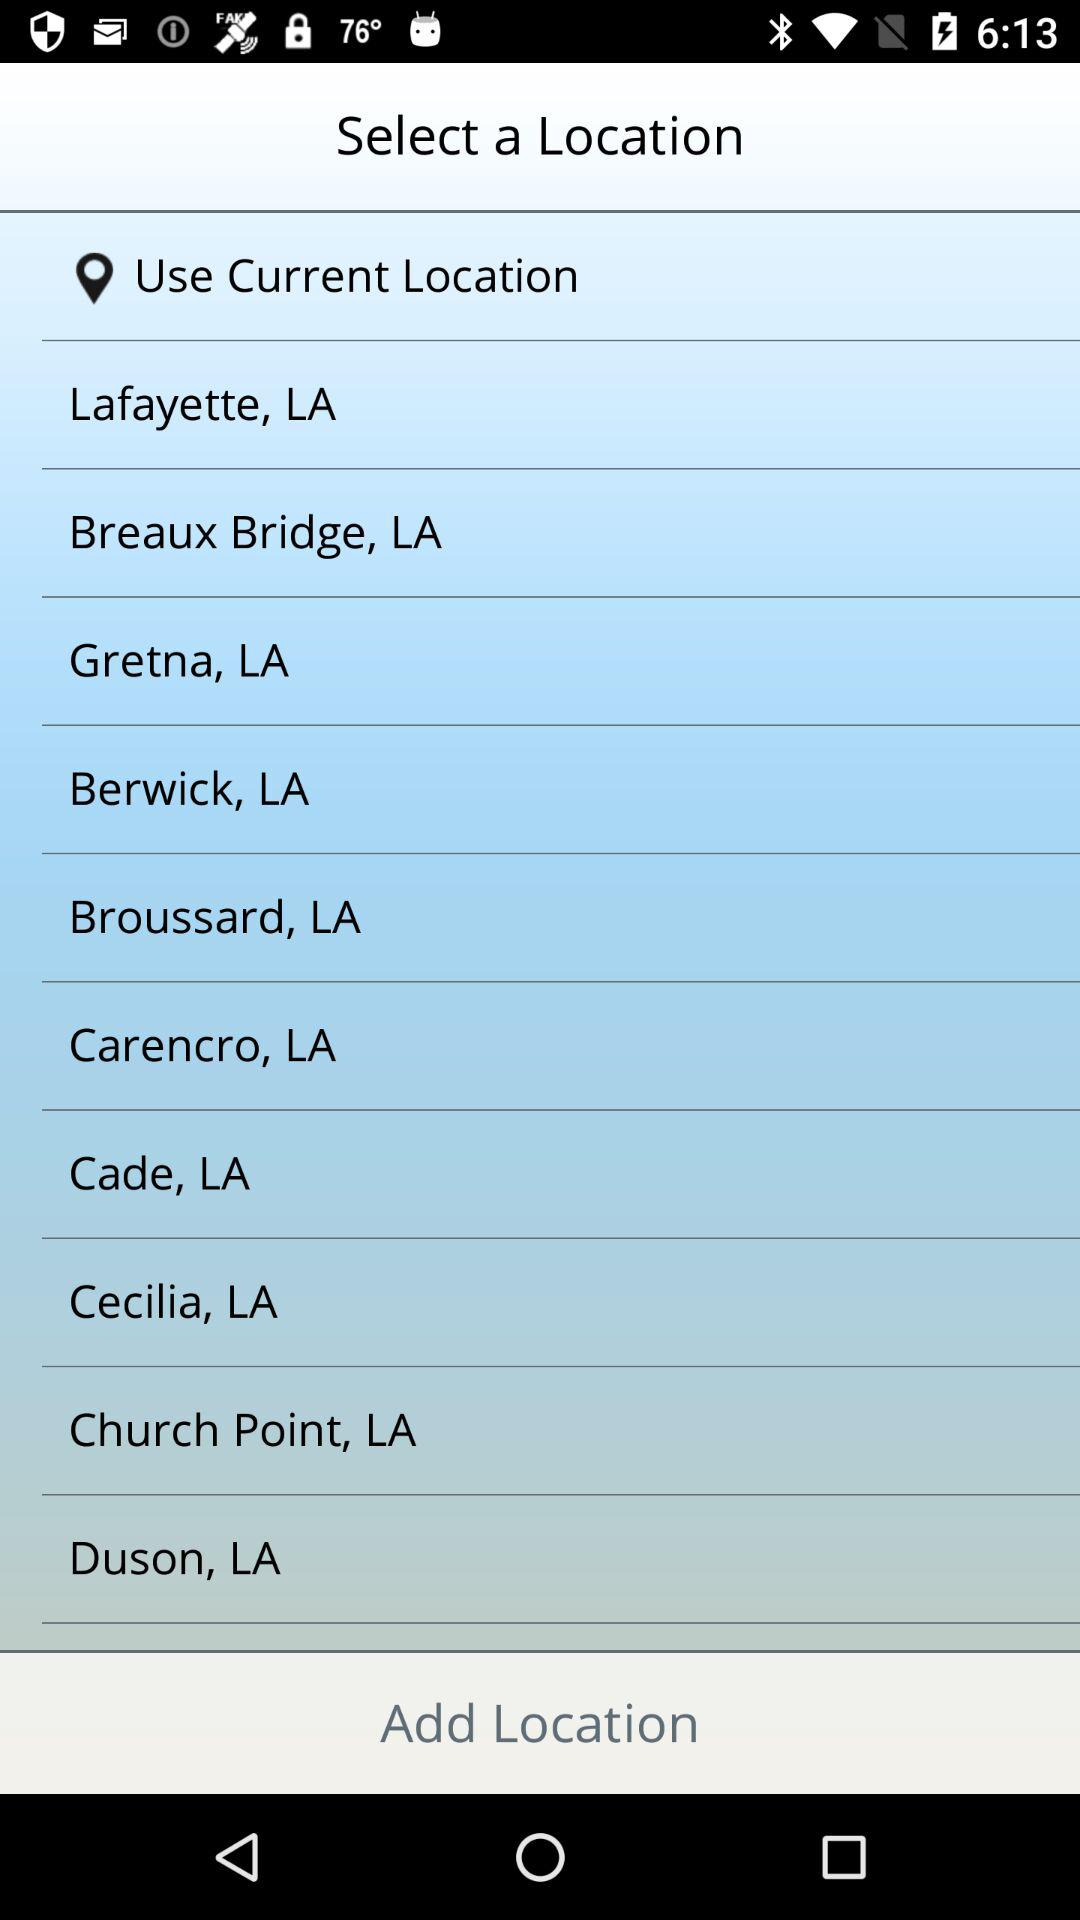 FAKE 76° 6:13
Select a Location
Use Current Location
Lafayette, LA
Breaux Bridge, LA
Gretna, LA
Berwick, LA
Broussard, LA
Carencro, LA
Cade, LA
Cecilia, LA
Church Point, LA
Duson, LA
Add Location